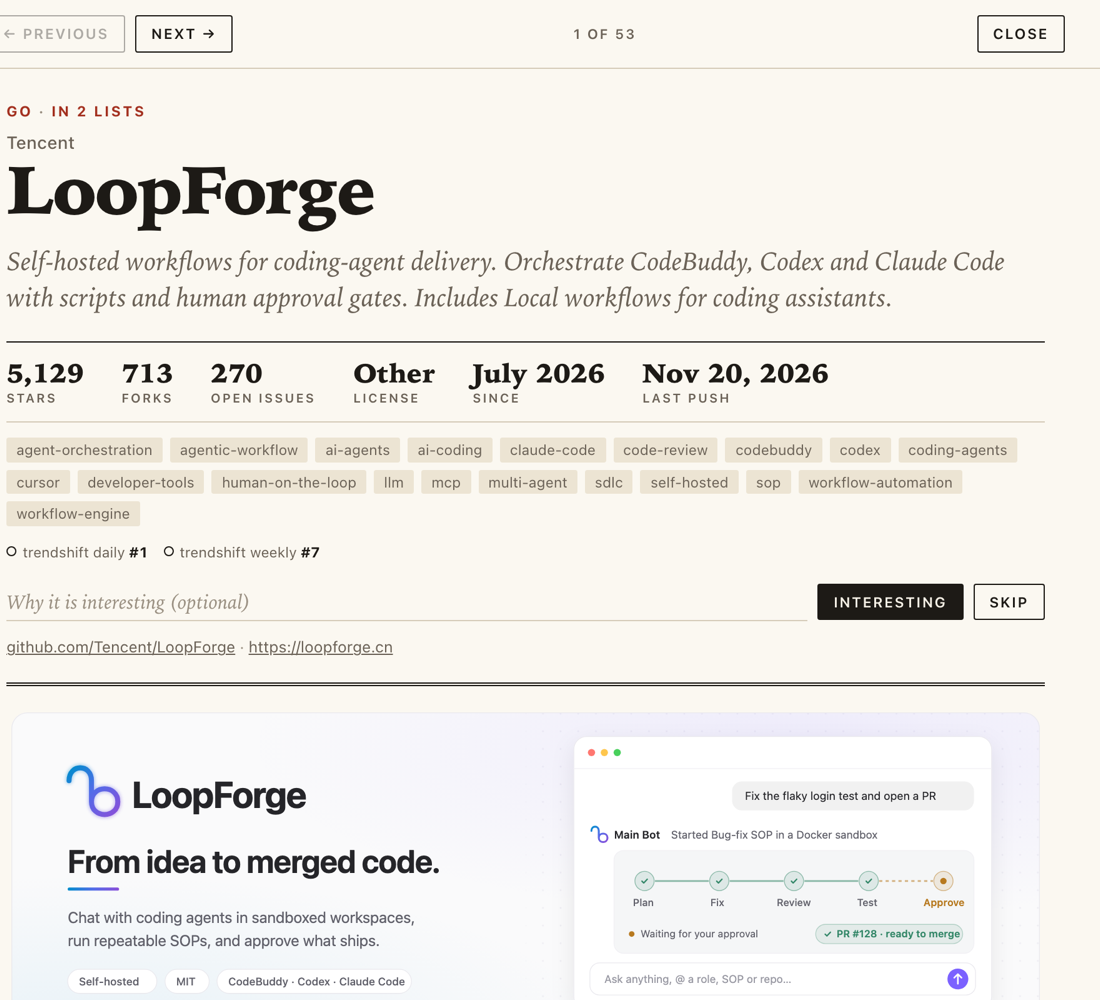 ← PREVIOUS
NEXT →
1 OF 53
CLOSE
GO · IN 2 LISTS
Tencent
LoopForge
Self-hosted workflows for coding-agent delivery. Orchestrate CodeBuddy, Codex and Claude Code
with scripts and human approval gates. Includes Local workflows for coding assistants.
5,129 713 270 Other July 2026 Nov 20, 2026
STARS FORKS OPEN ISSUES LICENSE SINCE LAST PUSH
agent-orchestration agentic-workflow ai-agents ai-coding claude-code code-review codebuddy codex coding-agents
cursor developer-tools human-on-the-loop llm mcp multi-agent sdlc self-hosted sop workflow-automation
workflow-engine
trendshift daily #1 trendshift weekly #7
Why it is interesting (optional)
INTERESTING
SKIP
github.com/Tencent/LoopForge · https://loopforge.cn
LoopForge
From idea to merged code.
Chat with coding agents in sandboxed workspaces,
run repeatable SOPs, and approve what ships.
Self-hosted MIT CodeBuddy · Codex · Claude Code
Fix the flaky login test and open a PR
Main Bot Started Bug-fix SOP in a Docker sandbox
Plan Fix Review Test Approve
Waiting for your approval
✓ PR #128 · ready to merge
Ask anything, @ a role, SOP or repo...